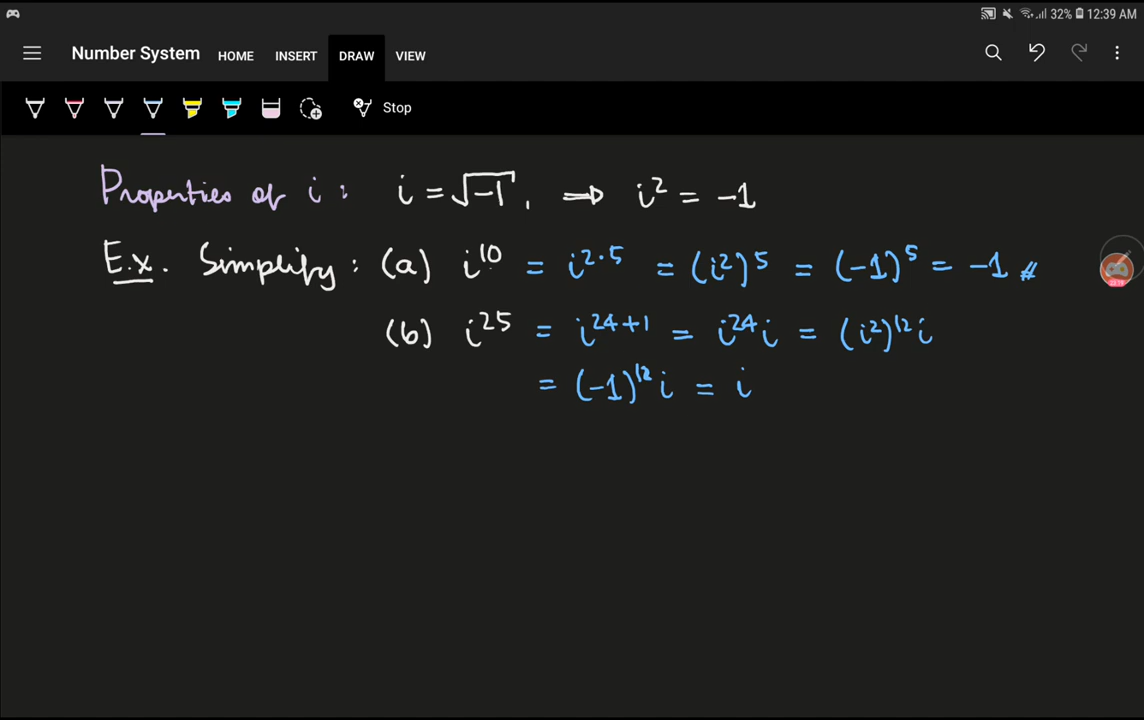 32% 12:39 AM
Number System HOME INSERT DRAW VIEW
Stop
Properties of i : i = √-1 , ⟹ i² = -1
Ex. Simplify : (a) i¹⁰ = i²·⁵ = (i²)⁵ = (-1)⁵ = -1 #
(b) i²⁵ = i²⁴⁺¹ = i²⁴i = (i²)¹²i
= (-1)¹²i = i